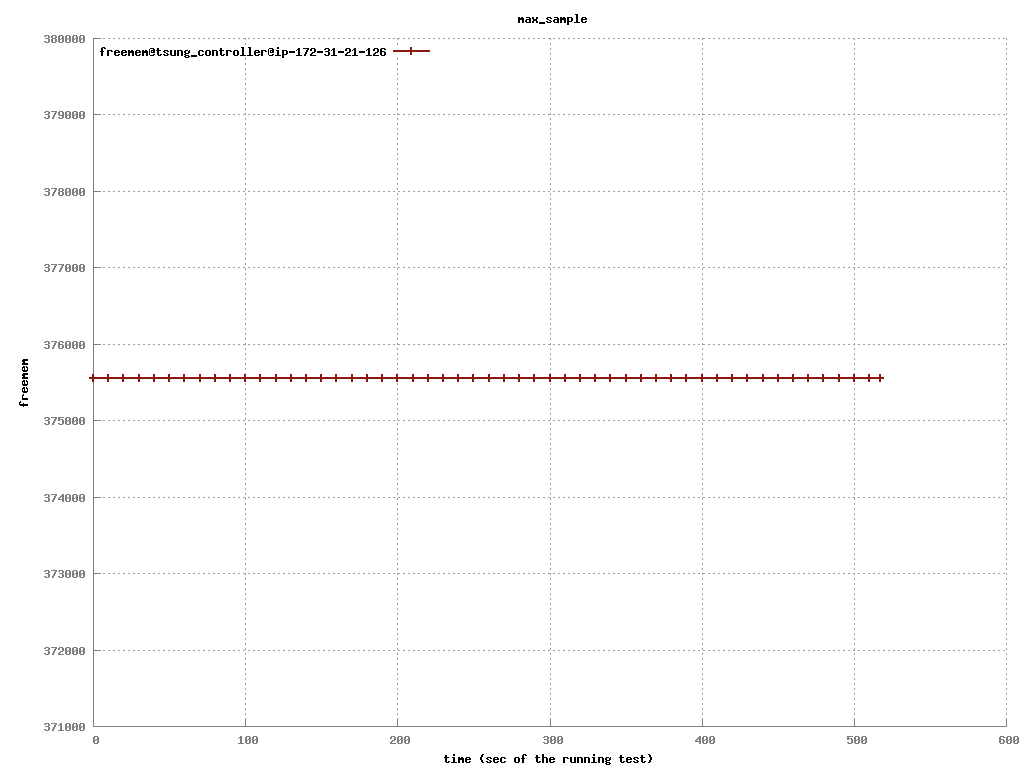 max_sample
380000
freemem@tsung_controller@ip-172-31-21-126
379000
378000
377000
376000
freemem
375000
374000
373000
372000
371000
0 100 200 300 400 500 600
time (sec of the running test)